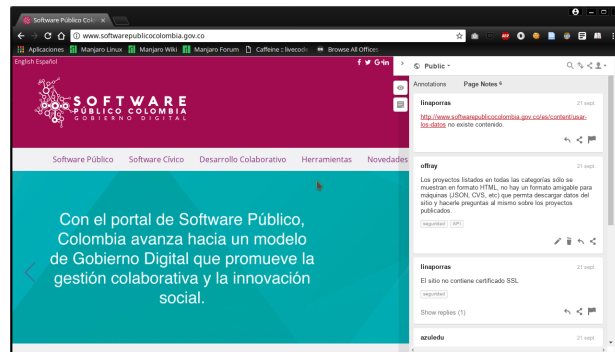 Software Público Colo
www.softwarepublicocolombia.gov.co
Aplicaciones Manjaro Linux Manjaro Wiki Manjaro Forum Caffeine :: livecode Browse All Offices
English Español
SOFTWARE
PÚBLICO COLOMBIA
GOBIERNO DIGITAL
Software Público Software Cívico Desarrollo Colaborativo Herramientas Novedades
Con el portal de Software Público,
Colombia avanza hacia un modelo
de Gobierno Digital que promueve la
gestión colaborativa y la innovación
social.
Public
Annotations Page Notes 6
linaporras 21 sept.
http://www.softwarepublicocolombia.gov.co/es/content/usar-
los-datos no existe contenido.
offray 21 sept.
Los proyectos listados en todas las categorías sólo se
muestran en formato HTML, no hay un formato amigable para
máquinas (JSON, CVS, etc) que permta descargar datos del
sitio y hacerle preguntas al mismo sobre los proyectos
publicados.
seguridad API
linaporras 21 sept.
El sitio no contiene certificado SSL
seguridad
Show replies (1)
azuledu 21 sept.